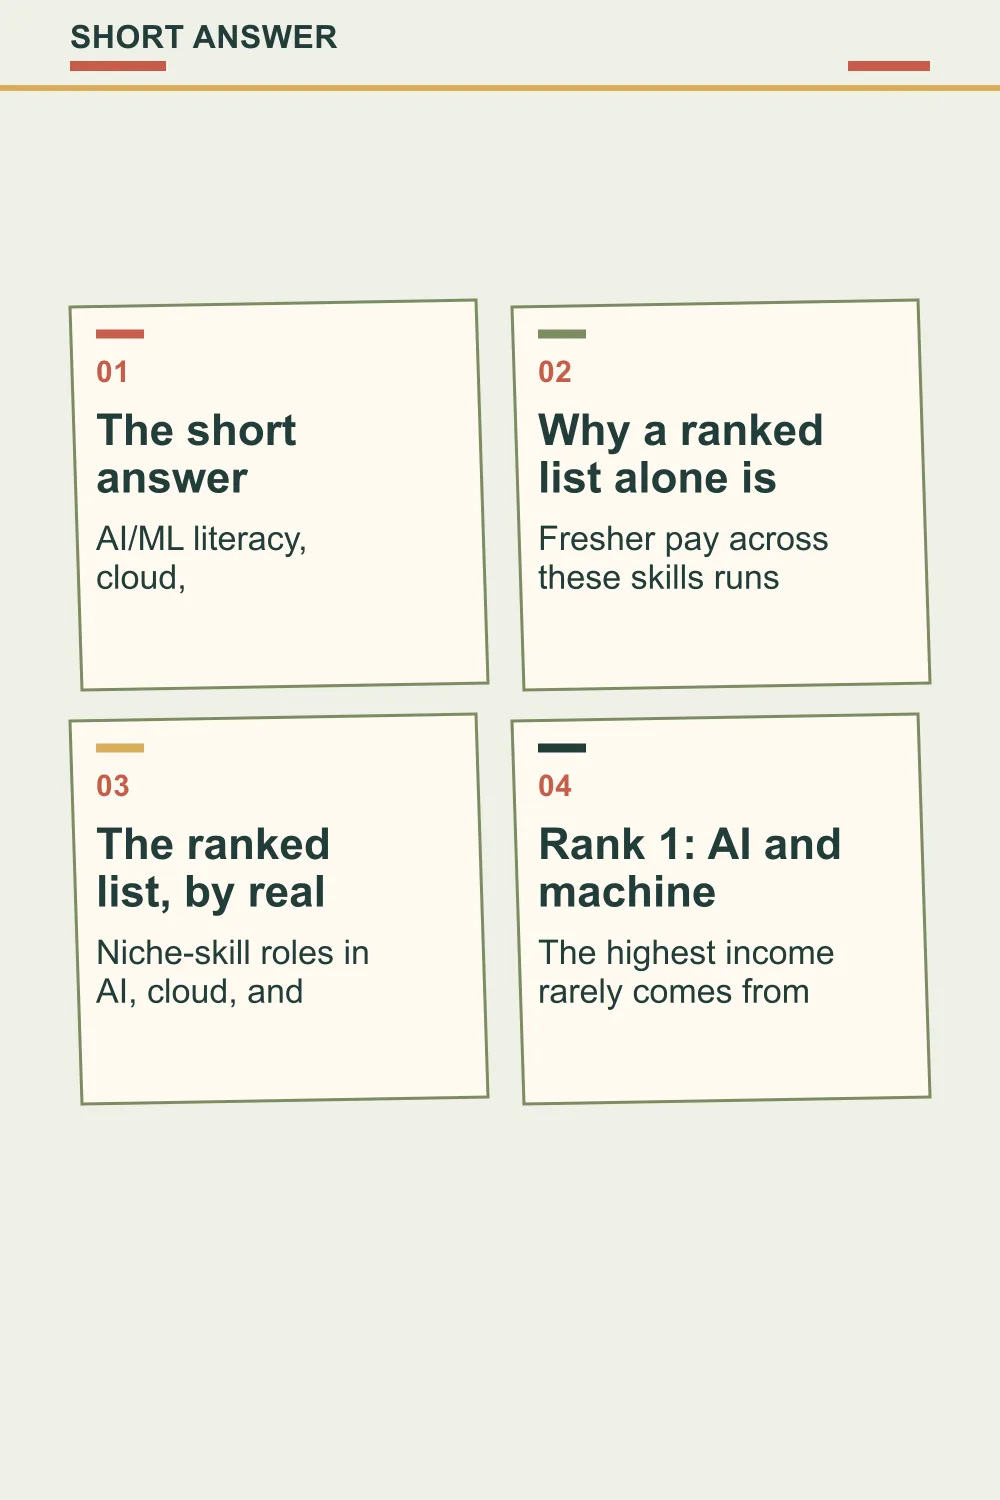 SHORT ANSWER
01
The short
answer
AI/ML literacy,
cloud,
02
Why a ranked
list alone is
Fresher pay across
these skills runs
03
The ranked
list, by real
Niche-skill roles in
AI, cloud, and
04
Rank 1: AI and
machine
The highest income
rarely comes from